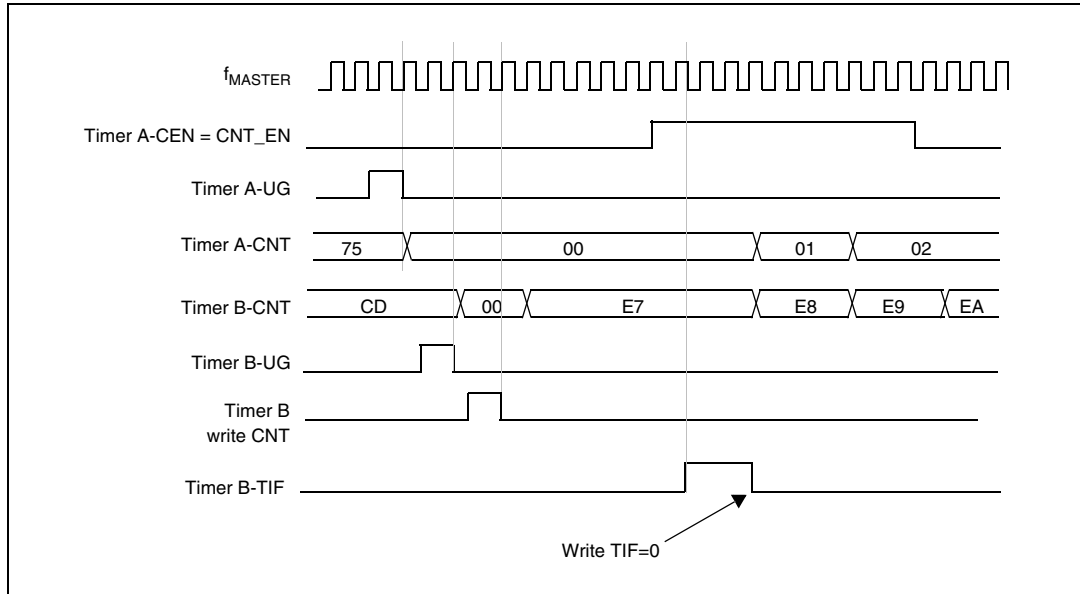 fMASTER
Timer A-CEN = CNT_EN
Timer A-UG
Timer A-CNT
75
00
01
02
Timer B-CNT
CD
00
E7
E8
E9
EA
Timer B-UG
Timer B
write CNT
Timer B-TIF
Write TIF=0